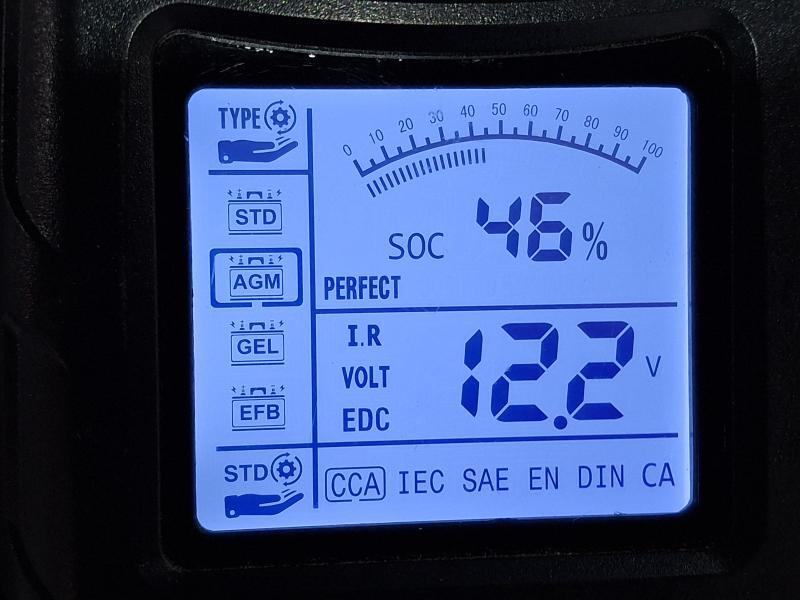 TYPE
STD
AGM
GEL
EFB
STD
0 10 20 30 40 50 60 70 80 90 100
SOC 46%
PERFECT
I.R
VOLT
EDC
12.2 V
CCA IEC SAE EN DIN CA